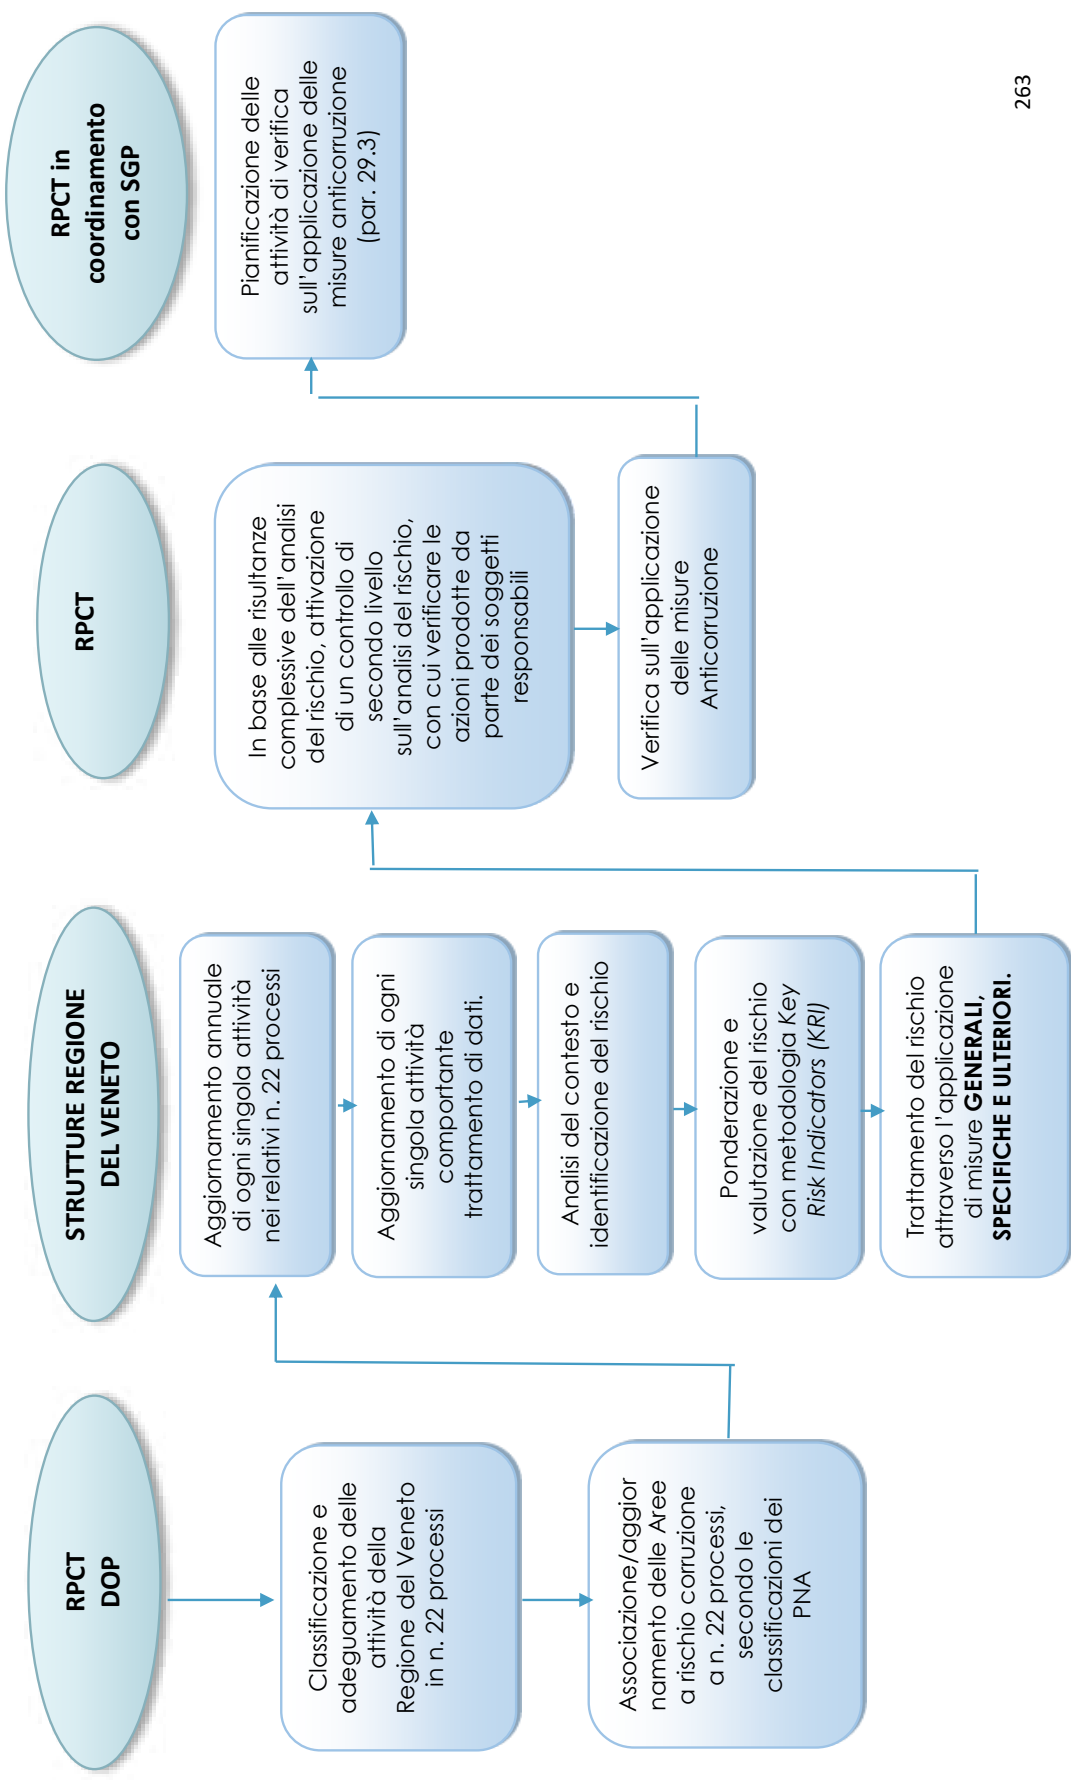 RPCT
DOP
Classificazione e
adeguamento delle
attività della
Regione del Veneto
in n. 22 processi
Associazione/aggior
namento delle Aree
a rischio corruzione
a n. 22 processi,
secondo le
classificazioni dei
PNA
STRUTTURE REGIONE
DEL VENETO
Aggiornamento annuale
di ogni singola attività
nei relativi n. 22 processi
Aggiornamento di ogni
singola attività
comportante
trattamento di dati.
Analisi del contesto e
identificazione del rischio
Ponderazione e
valutazione del rischio
con metodologia Key
Risk Indicators (KRI)
Trattamento del rischio
attraverso l'applicazione
di misure GENERALI,
SPECIFICHE E ULTERIORI.
RPCT
In base alle risultanze
complessive dell'analisi
del rischio, attivazione
di un controllo di
secondo livello
sull'analisi del rischio,
con cui verificare le
azioni prodotte da
parte dei soggetti
responsabili
Verifica sull'applicazione
delle misure
Anticorruzione
RPCT in
coordinamento
con SGP
Pianificazione delle
attività di verifica
sull'applicazione delle
misure anticorruzione
(par. 29.3)
263